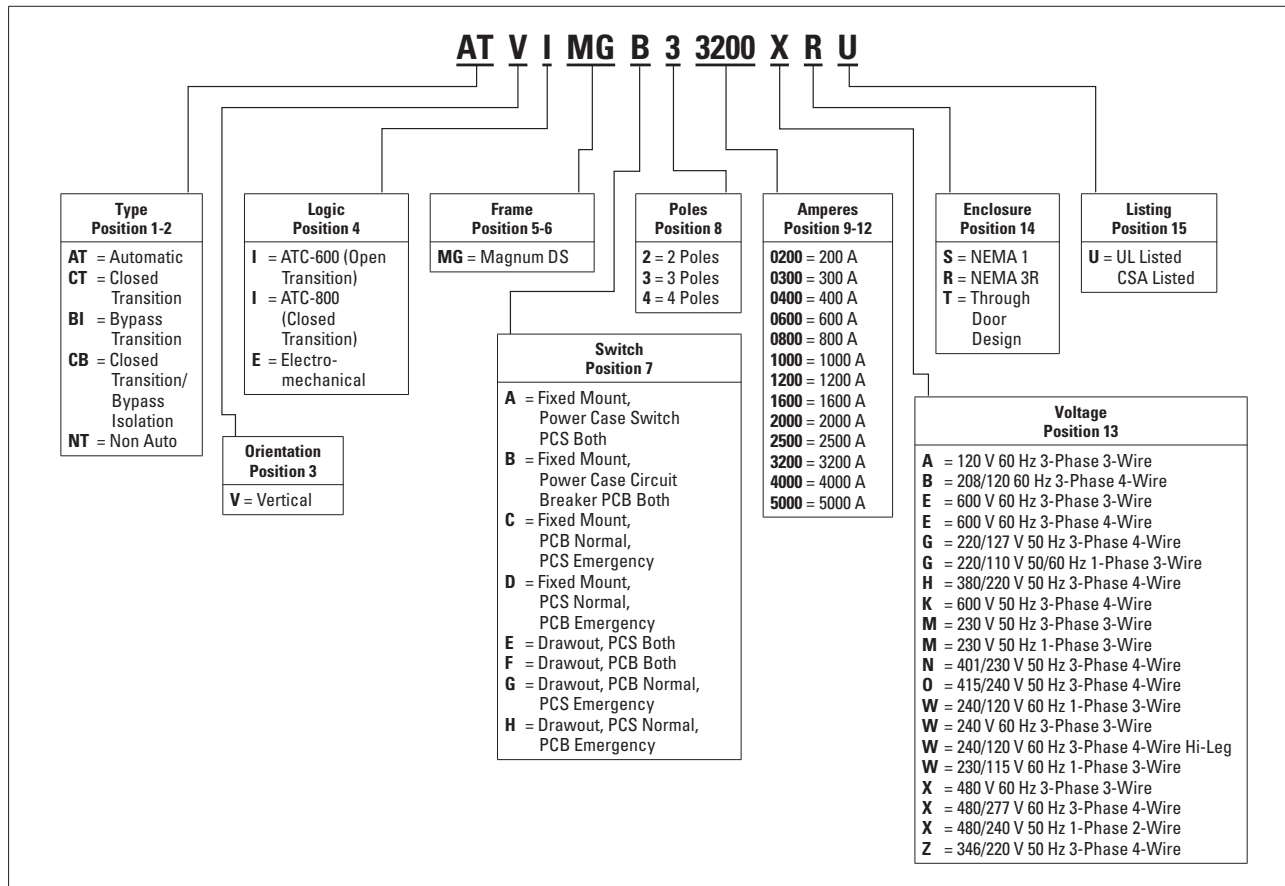 AT V I MG B 3 3200 X R U
Type
Position 1-2
AT = Automatic
CT = Closed
Transition
BI = Bypass
Transition
CB = Closed
Transition/
Bypass
Isolation
NT = Non Auto
Orientation
Position 3
V = Vertical
Logic
Position 4
I = ATC-600 (Open
Transition)
I = ATC-800
(Closed
Transition)
E = Electro-
mechanical
Frame
Position 5-6
MG = Magnum DS
Switch
Position 7
A = Fixed Mount,
Power Case Switch
PCS Both
B = Fixed Mount,
Power Case Circuit
Breaker PCB Both
C = Fixed Mount,
PCB Normal,
PCS Emergency
D = Fixed Mount,
PCS Normal,
PCB Emergency
E = Drawout, PCS Both
F = Drawout, PCB Both
G = Drawout, PCB Normal,
PCS Emergency
H = Drawout, PCS Normal,
PCB Emergency
Poles
Position 8
2 = 2 Poles
3 = 3 Poles
4 = 4 Poles
Amperes
Position 9-12
0200 = 200 A
0300 = 300 A
0400 = 400 A
0600 = 600 A
0800 = 800 A
1000 = 1000 A
1200 = 1200 A
1600 = 1600 A
2000 = 2000 A
2500 = 2500 A
3200 = 3200 A
4000 = 4000 A
5000 = 5000 A
Voltage
Position 13
A = 120 V 60 Hz 3-Phase 3-Wire
B = 208/120 60 Hz 3-Phase 4-Wire
E = 600 V 60 Hz 3-Phase 3-Wire
E = 600 V 60 Hz 3-Phase 4-Wire
G = 220/127 V 50 Hz 3-Phase 4-Wire
G = 220/110 V 50/60 Hz 1-Phase 3-Wire
H = 380/220 V 50 Hz 3-Phase 4-Wire
K = 600 V 50 Hz 3-Phase 4-Wire
M = 230 V 50 Hz 3-Phase 3-Wire
M = 230 V 50 Hz 1-Phase 3-Wire
N = 401/230 V 50 Hz 3-Phase 4-Wire
O = 415/240 V 50 Hz 3-Phase 4-Wire
W = 240/120 V 60 Hz 1-Phase 3-Wire
W = 240 V 60 Hz 3-Phase 3-Wire
W = 240/120 V 60 Hz 3-Phase 4-Wire Hi-Leg
W = 230/115 V 60 Hz 1-Phase 3-Wire
X = 480 V 60 Hz 3-Phase 3-Wire
X = 480/277 V 60 Hz 3-Phase 4-Wire
X = 480/240 V 50 Hz 1-Phase 2-Wire
Z = 346/220 V 50 Hz 3-Phase 4-Wire
Enclosure
Position 14
S = NEMA 1
R = NEMA 3R
T = Through
Door
Design
Listing
Position 15
U = UL Listed
CSA Listed